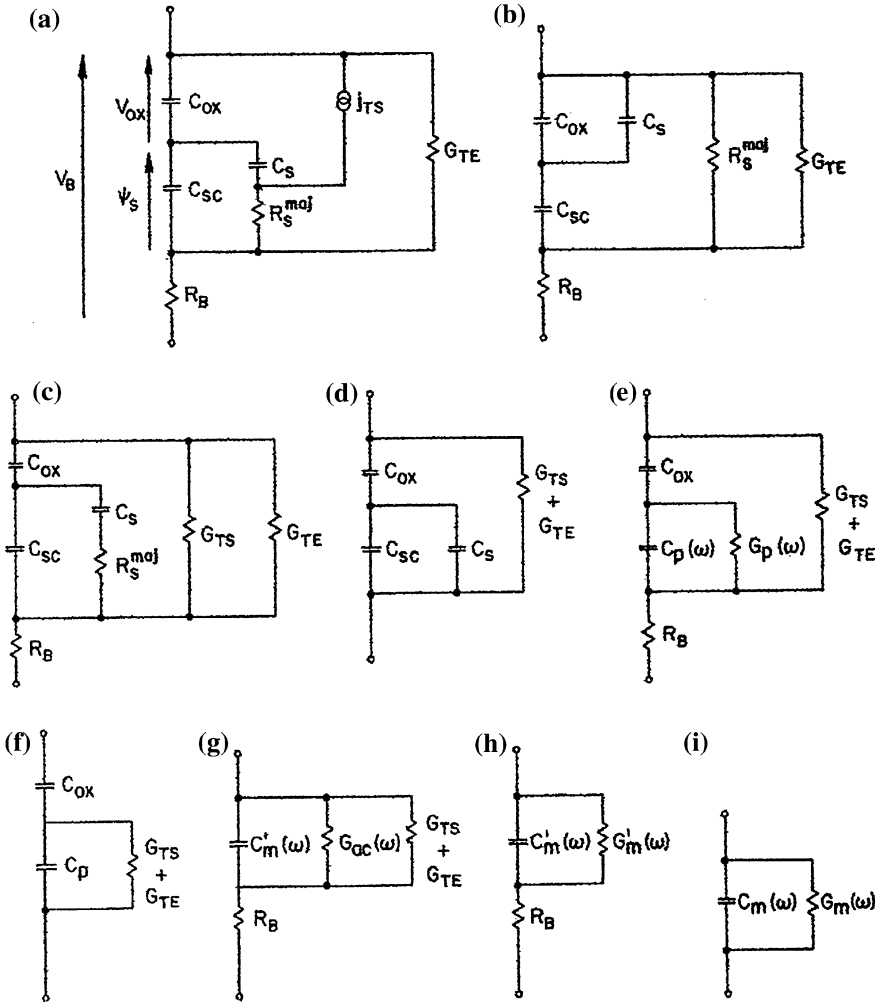 (a)
V_B
V_OX
ψ_S
C_OX
C_SC
C_S
R_S^maj
j_TS
G_TE
R_B
(b)
C_OX
C_S
C_SC
R_S^maj
G_TE
R_B
(c)
C_OX
C_S
C_SC
R_S^maj
G_TS
G_TE
R_B
(d)
C_OX
C_SC
C_S
G_TS
+
G_TE
(e)
C_OX
C_p(ω)
G_p(ω)
G_TS
+
G_TE
R_B
(f)
C_OX
C_p
G_TS
+
G_TE
(g)
C_m^+(ω)
G_ac(ω)
G_TS
+
G_TE
R_B
(h)
C'_m(ω)
G'_m(ω)
R_B
(i)
C_m(ω)
G_m(ω)